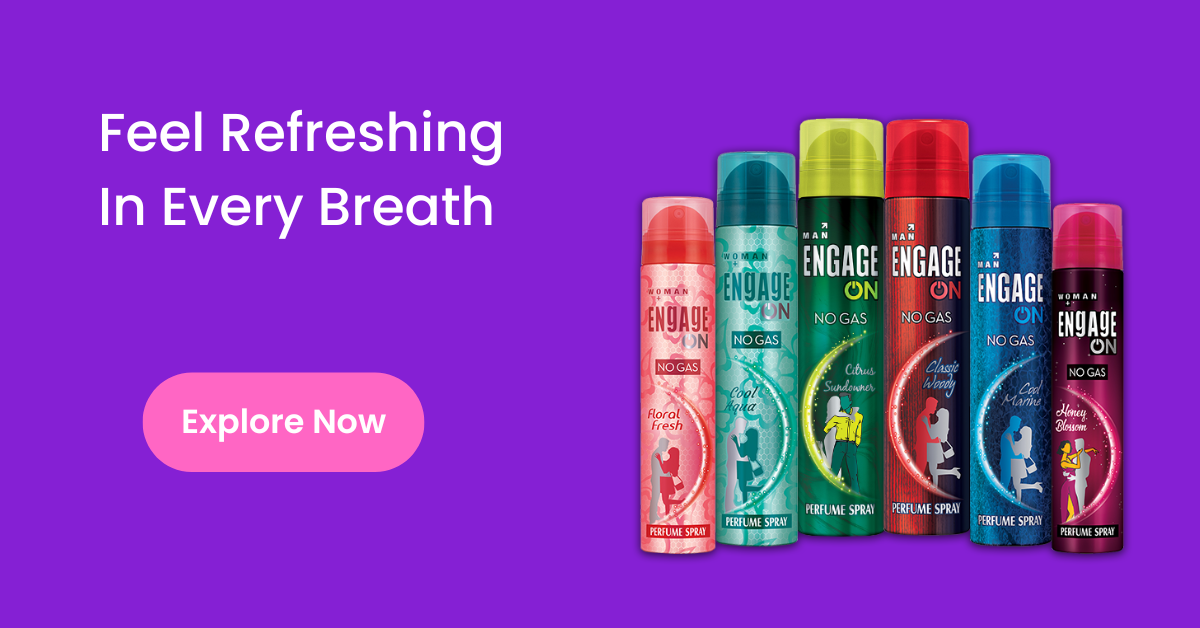 Feel Refreshing
In Every Breath
Explore Now
WOMAN
ENGAGE
ON
NO GAS
Floral
Fresh
PERFUME SPRAY
WOMAN
ENGAGE
ON
NO GAS
Cool
Aqua
PERFUME SPRAY
MAN
ENGAGE
ON
NO GAS
Citrus
Sundowner
PERFUME SPRAY
MAN
ENGAGE
ON
NO GAS
Classic
Woody
PERFUME SPRAY
MAN
ENGAGE
ON
NO GAS
Cool
Marine
PERFUME SPRAY
WOMAN
ENGAGE
ON
NO GAS
Honey
Blossom
PERFUME SPRAY